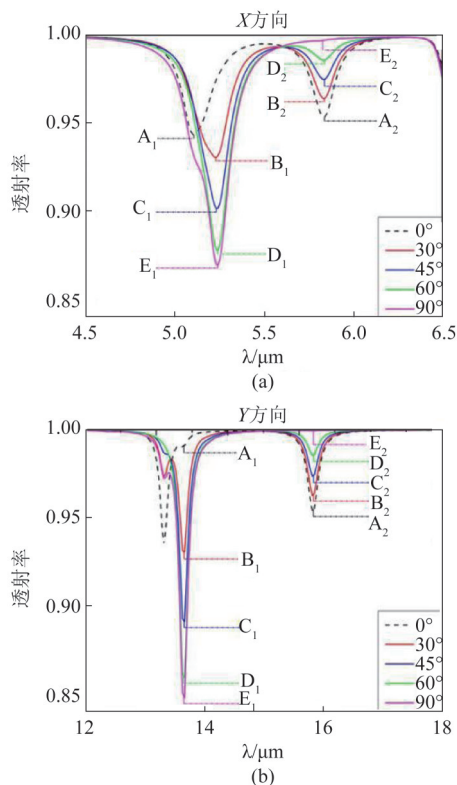 X方向
1.00
0.95
0.90
0.85
透射率
A₁
B₁
C₁
D₁
E₁
E₂
D₂
C₂
B₂
A₂
0°
30°
45°
60°
90°
4.5 5.0 5.5 6.0 6.5
λ/μm
(a)
Y方向
1.00
0.95
0.90
0.85
透射率
A₁
B₁
C₁
D₁
E
E₂
D₂
C₂
B₂
A₂
0°
30°
45°
60°
90°
12 14 16 18
λ/μm
(b)